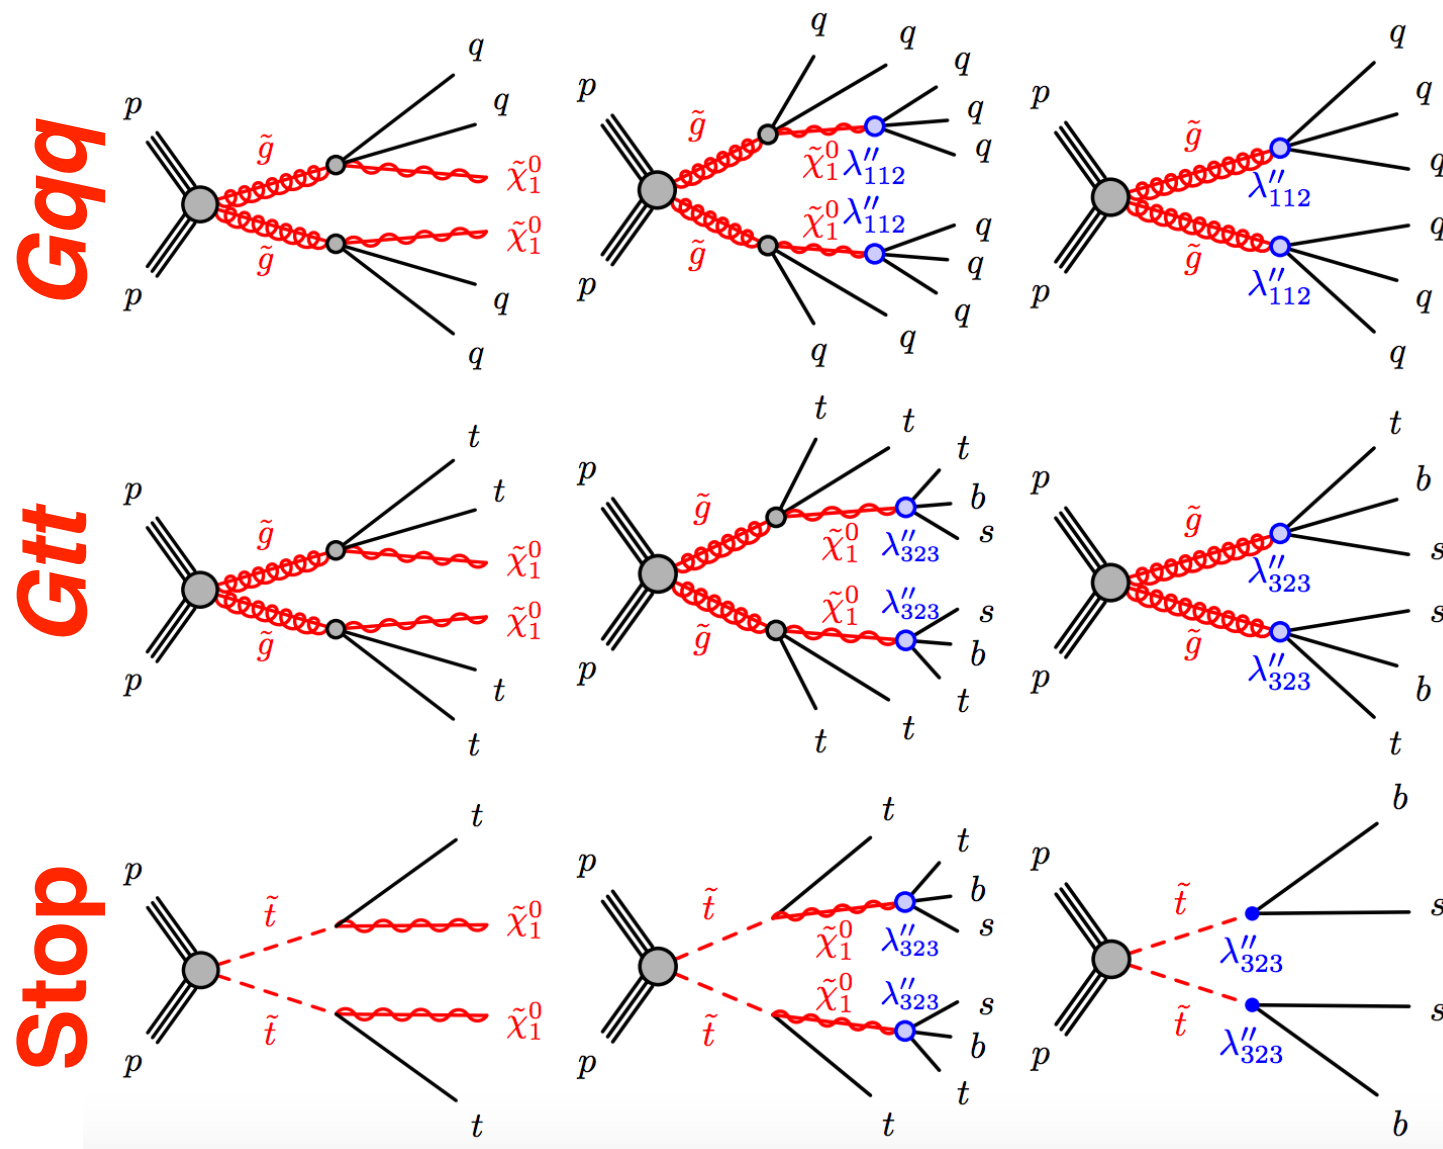 Gqq
p
p
g̃
g̃
q
q
χ̃⁰₁
χ̃⁰₁
q
q
p
p
g̃
g̃
q
q
q
q
q
χ̃⁰₁ λ″₁₁₂
χ̃⁰₁ λ″₁₁₂
q
q
q
q
q
p
p
g̃
g̃
λ″₁₁₂
λ″₁₁₂
q
q
q
q
q
q
Gtt
p
p
g̃
g̃
t
t
χ̃⁰₁
χ̃⁰₁
t
t
p
p
g̃
g̃
t
t
t
b
s
χ̃⁰₁ λ″₃₂₃
χ̃⁰₁ λ″₃₂₃
s
b
t
t
t
p
p
g̃
g̃
λ″₃₂₃
λ″₃₂₃
t
b
s
s
b
t
Stop
p
p
t̃
t̃
t
χ̃⁰₁
χ̃⁰₁
t
p
p
t̃
t̃
t
t
b
s
χ̃⁰₁ λ″₃₂₃
χ̃⁰₁ λ″₃₂₃
s
b
t
t
p
p
t̃
t̃
λ″₃₂₃
λ″₃₂₃
b
s
s
b